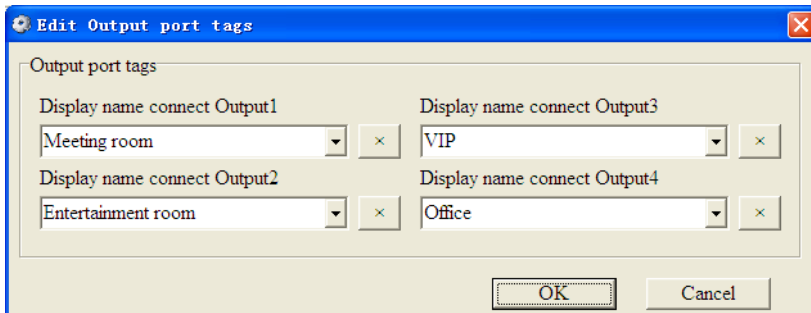 Edit Output port tags
Output port tags
Display name connect Output1
Display name connect Output3
Meeting room
×
VIP
×
Display name connect Output2
Display name connect Output4
Entertainment room
×
Office
×
OK
Cancel